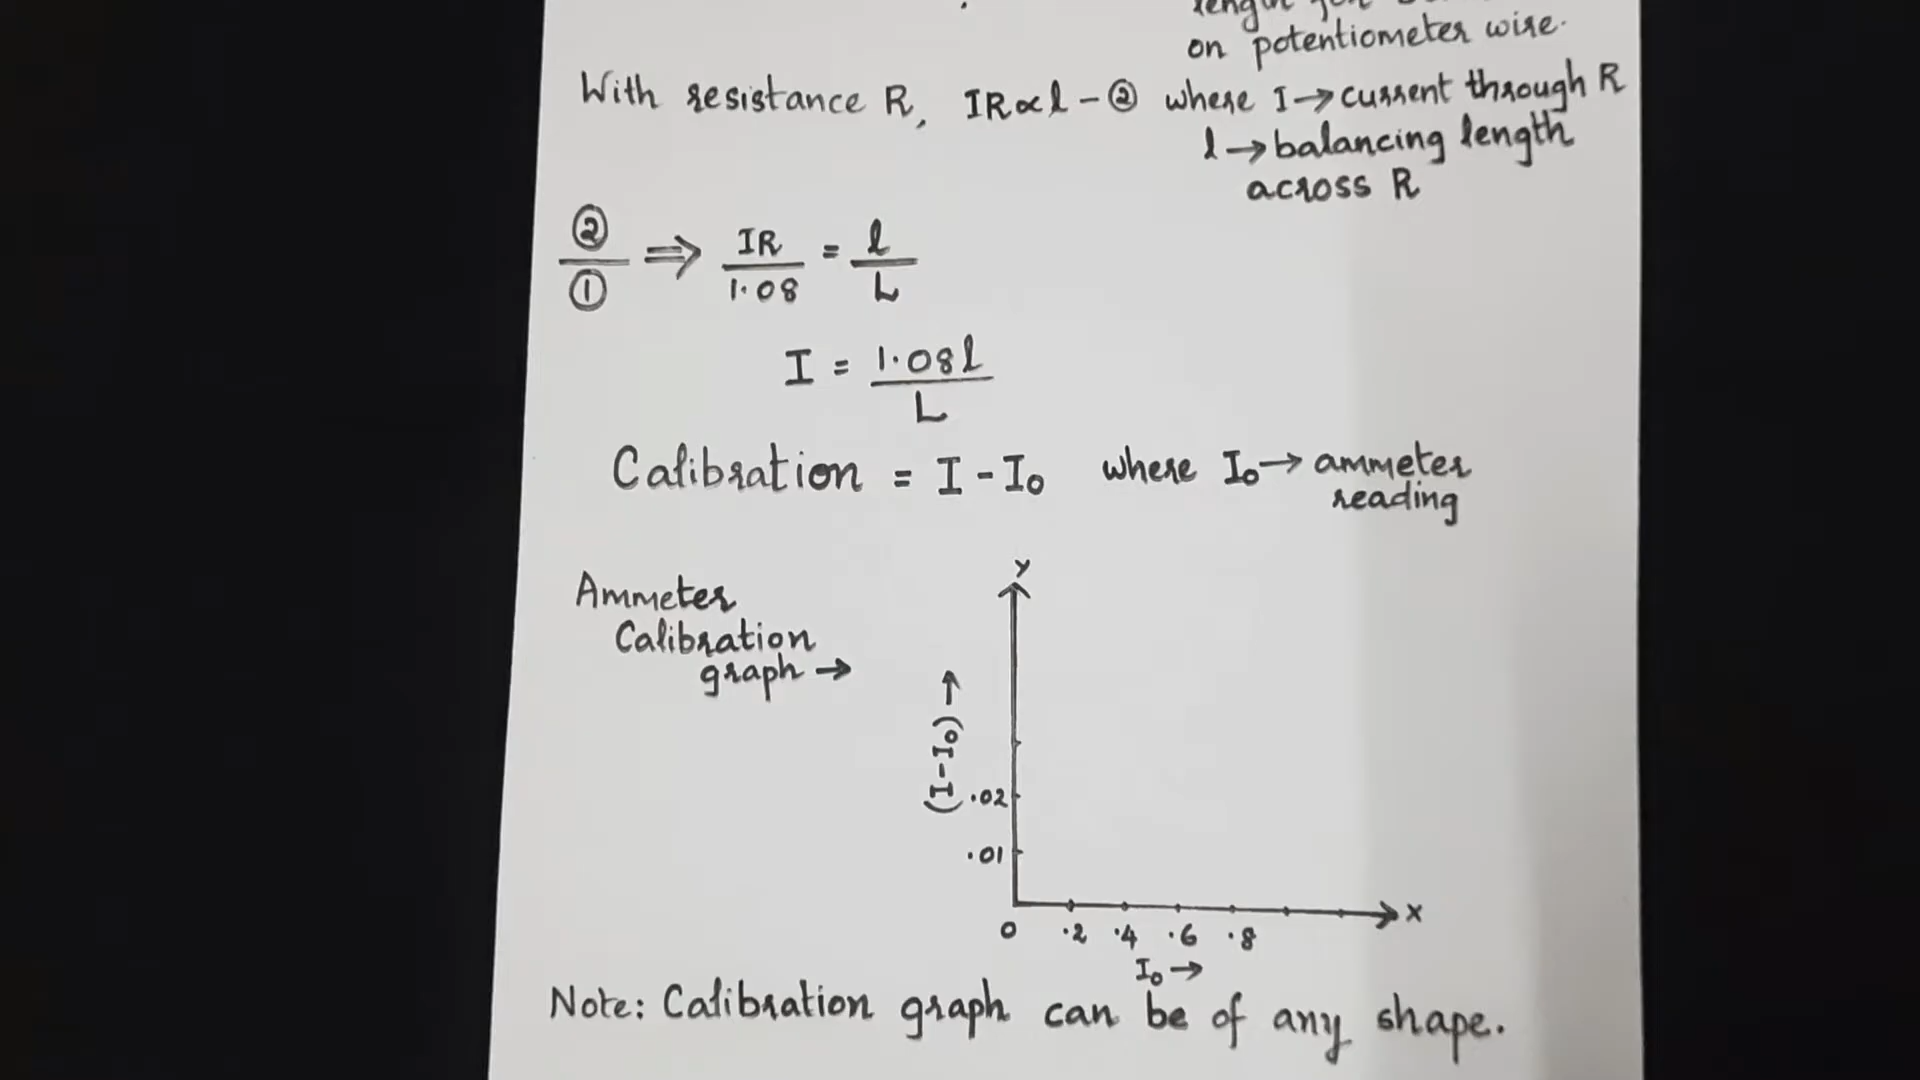 length
on potentiometer wire.
With resistance R, IR∝l - ② where I→current through R
l→balancing length
across R
②/① ⇒ IR/1.08 = l/L
I = 1.08l/L
Calibration = I - I₀ where I₀→ ammeter
reading
Ammeter
Calibration
graph →
Y
(I-I₀) →
.02
.01
0 .2 .4 .6 .8 X
I₀ →
Note: Calibration graph can be of any shape.